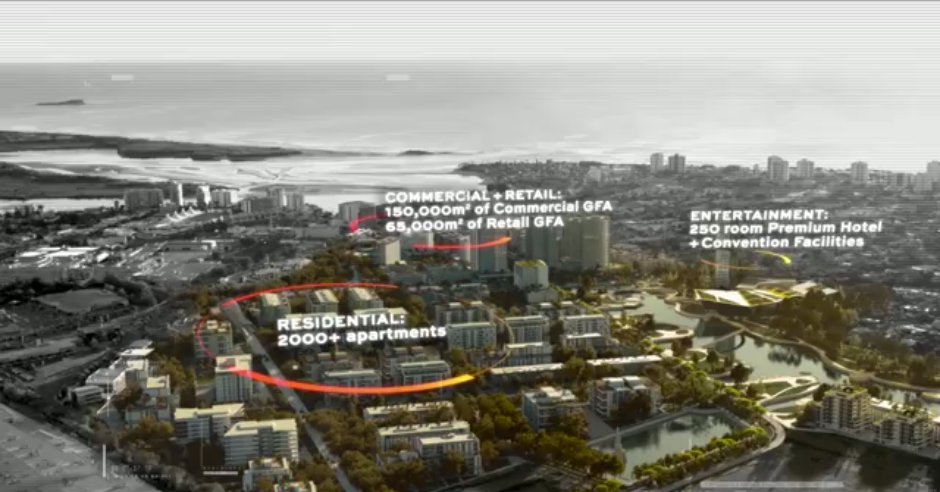 COMMERCIAL + RETAIL:
150,000m² of Commercial GFA
65,000m² of Retail GFA
ENTERTAINMENT:
250 room Premium Hotel
+ Convention Facilities
RESIDENTIAL:
2000+ apartments